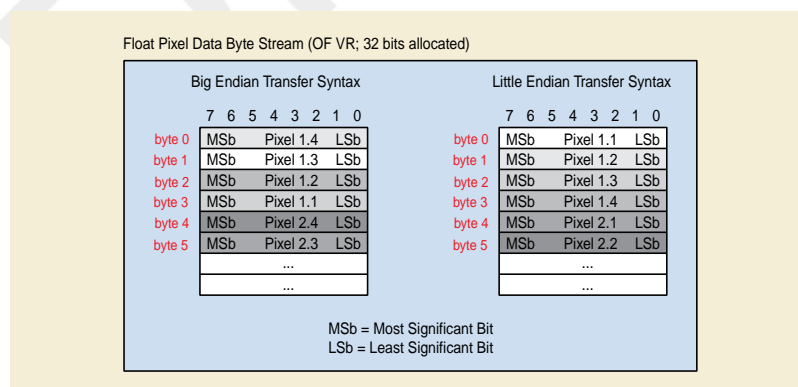 Float Pixel Data Byte Stream (OF VR; 32 bits allocated)
Big Endian Transfer Syntax
7 6 5 4 3 2 1 0
byte 0 MSb Pixel 1.4 LSb
byte 1 MSb Pixel 1.3 LSb
byte 2 MSb Pixel 1.2 LSb
byte 3 MSb Pixel 1.1 LSb
byte 4 MSb Pixel 2.4 LSb
byte 5 MSb Pixel 2.3 LSb
...
...
Little Endian Transfer Syntax
7 6 5 4 3 2 1 0
byte 0 MSb Pixel 1.1 LSb
byte 1 MSb Pixel 1.2 LSb
byte 2 MSb Pixel 1.3 LSb
byte 3 MSb Pixel 1.4 LSb
byte 4 MSb Pixel 2.1 LSb
byte 5 MSb Pixel 2.2 LSb
...
...
MSb = Most Significant Bit
LSb = Least Significant Bit